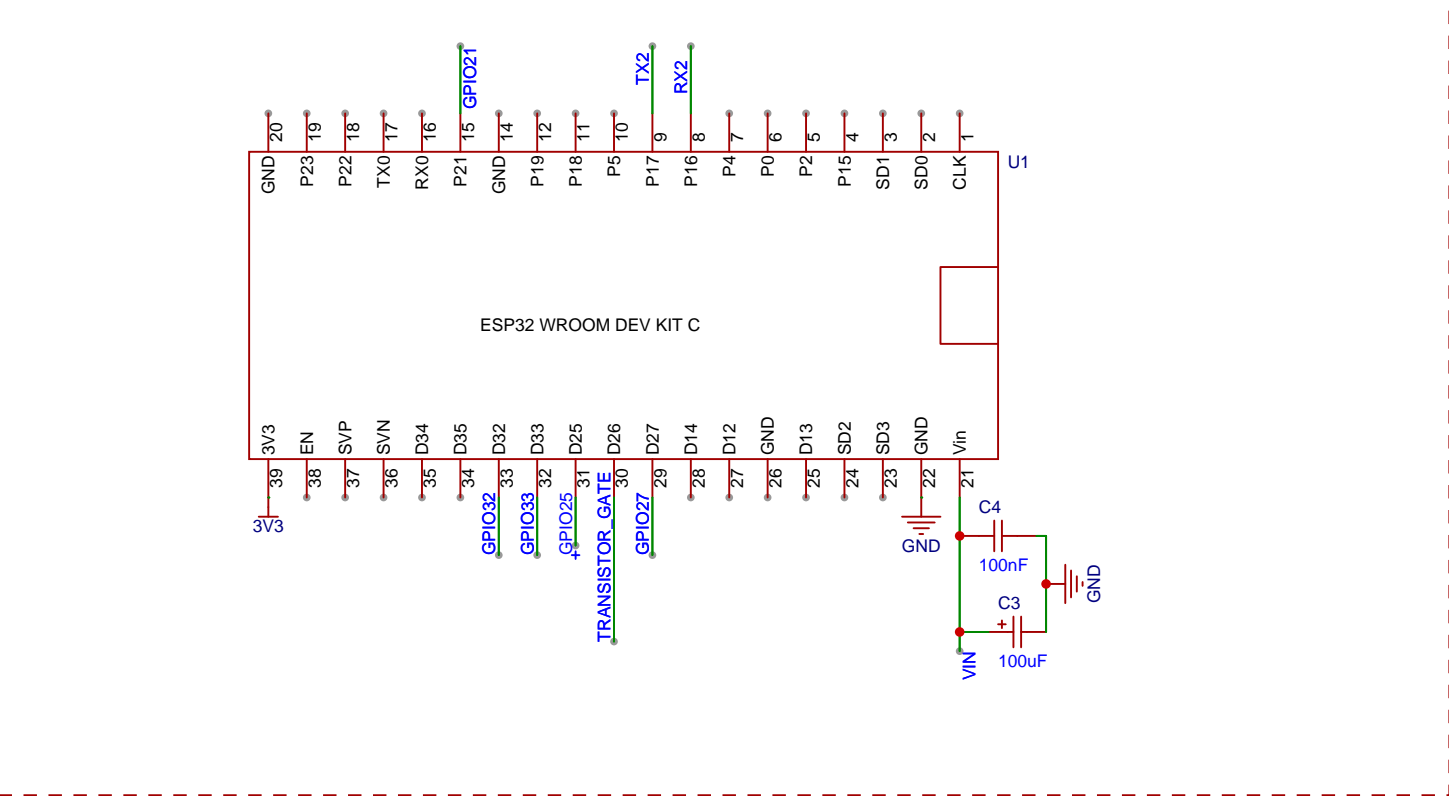 GPIO21
TX2
RX2
20
19
18
17
16
15
14
12
11
10
9
8
7
6
5
4
3
2
1
GND
P23
P22
TX0
RX0
P21
GND
P19
P18
P5
P17
P16
P4
P0
P2
P15
SD1
SD0
CLK
U1
ESP32 WROOM DEV KIT C
3V3
EN
SVP
SVN
D34
D35
D32
D33
D25
D26
D27
D14
D12
GND
D13
SD2
SD3
GND
Vin
39
38
37
36
35
34
33
32
31
30
29
28
27
26
25
24
23
22
21
3V3
GPIO32
GPIO33
GPIO25
+
TRANSISTOR_GATE
GPIO27
GND
C4
100nF
GND
C3
+
100uF
VIN